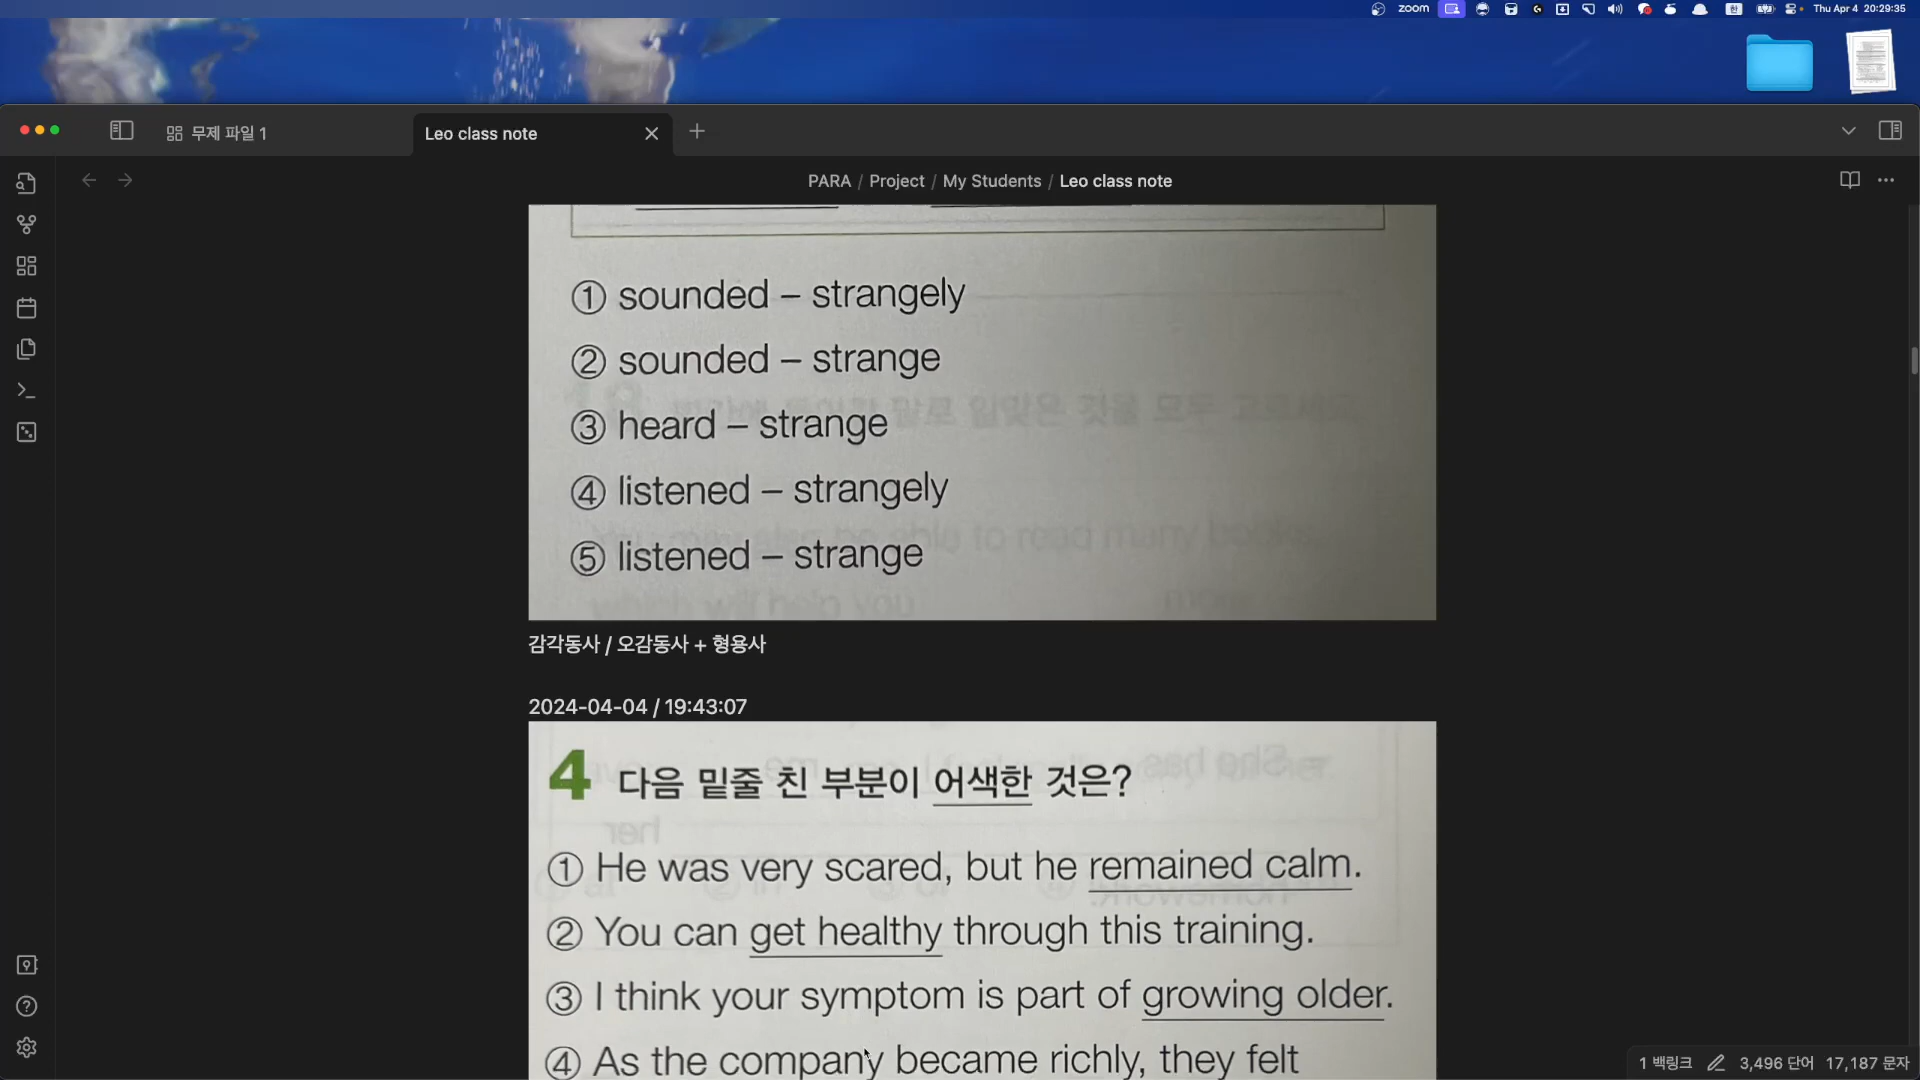 zoom
한
Thu Apr 4 20:29:35
무제 파일 1
Leo class note
PARA / Project / My Students / Leo class note
① sounded – strangely
② sounded – strange
③ heard – strange
④ listened – strangely
⑤ listened – strange
감각동사 / 오감동사 + 형용사
2024-04-04 / 19:43:07
4 다음 밑줄 친 부분이 어색한 것은?
① He was very scared, but he remained calm.
② You can get healthy through this training.
③ I think your symptom is part of growing older.
④ As the company became richly, they felt
1 백링크 3,496 단어 17,187 문자